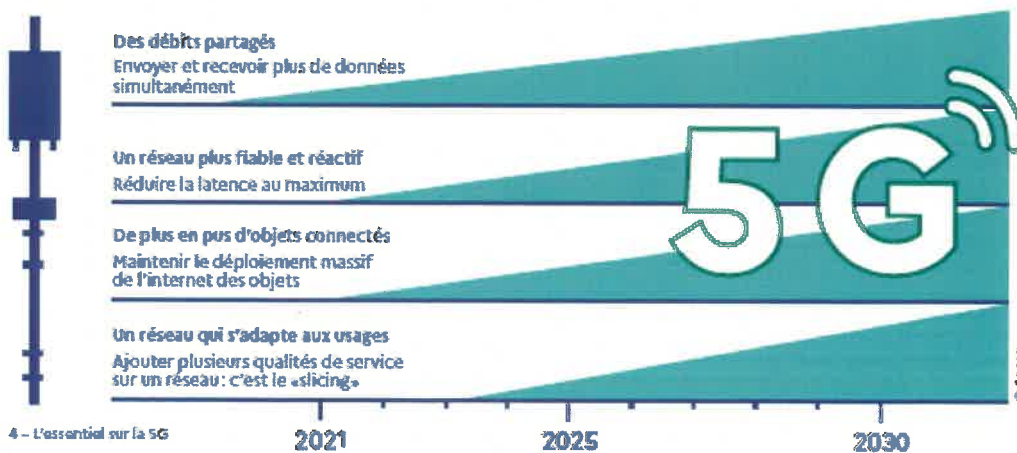 Des débits partagés
Envoyer et recevoir plus de données
simultanément
Un réseau plus fiable et réactif
Réduire la latence au maximum
De plus en pus d'objets connectés
Maintenir le déploiement massif
de l'internet des objets
Un réseau qui s'adapte aux usages
Ajouter plusieurs qualités de service
sur un réseau : c'est le «slicing»
5G
2021 2025 2030
4 – L'essentiel sur la 5G